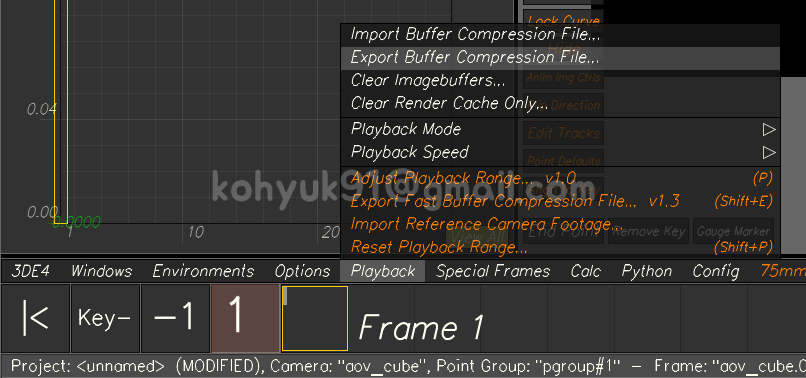 Lock Curve
Import Buffer Compression File...
Export Buffer Compression File...
Anim Img Ctrls
Clear Imagebuffers...
Clear Render Cache Only...
Direction
0.04
Playback Mode
Edit Tracks
Playback Speed
Point Defaults
Adjust Playback Range... v1.0 (P)
kohyuk91@gmail.com
Export Fast Buffer Compression File... v1.3 (Shift+E)
0.00
0.0000
Import Reference Camera Footage...
1 10 20
View All
End Point Remove Key Gauge Marker
Reset Playback Range... (Shift+P)
3DE4 Windows Environments Options Playback Special Frames Calc Python Config 75mm
|< Key- -1 1 Frame 1
Project: <unnamed> (MODIFIED), Camera: "aov_cube", Point Group: "pgroup#1" - Frame: "aov_cube.0